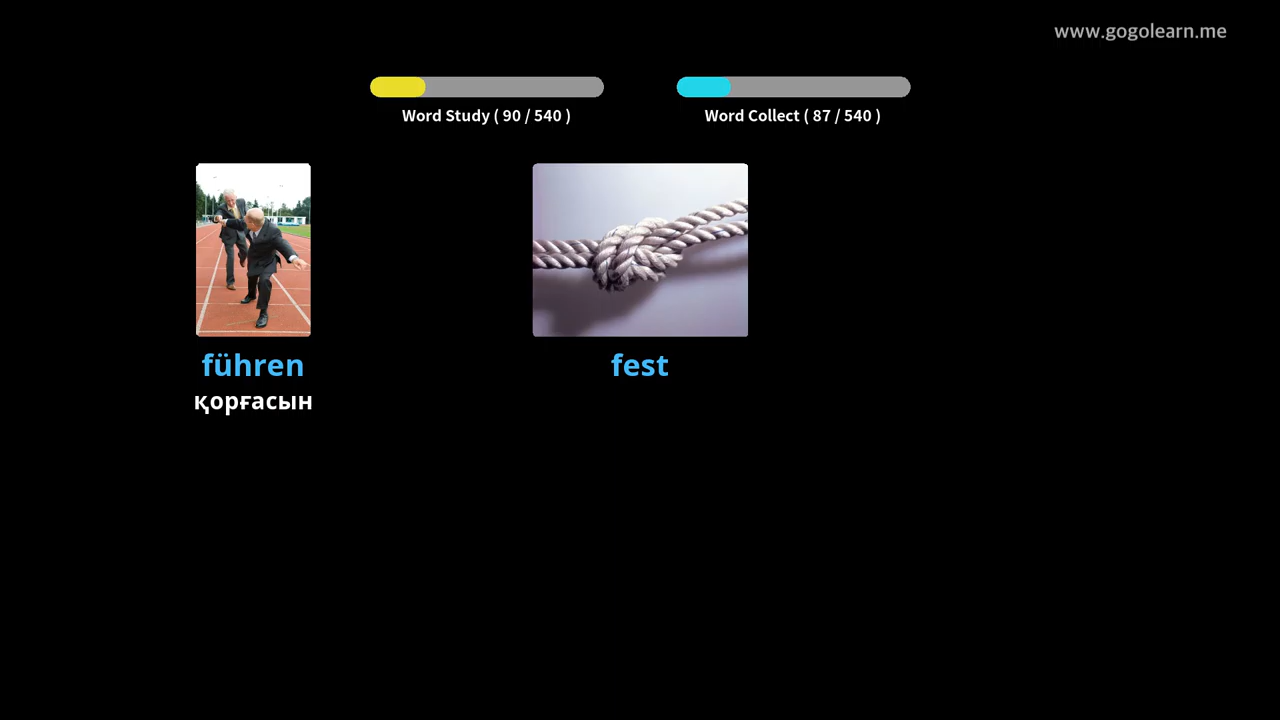 www.gogolearn.me
Word Study ( 90 / 540 )
Word Collect ( 87 / 540 )
führen
fest
қорғасын